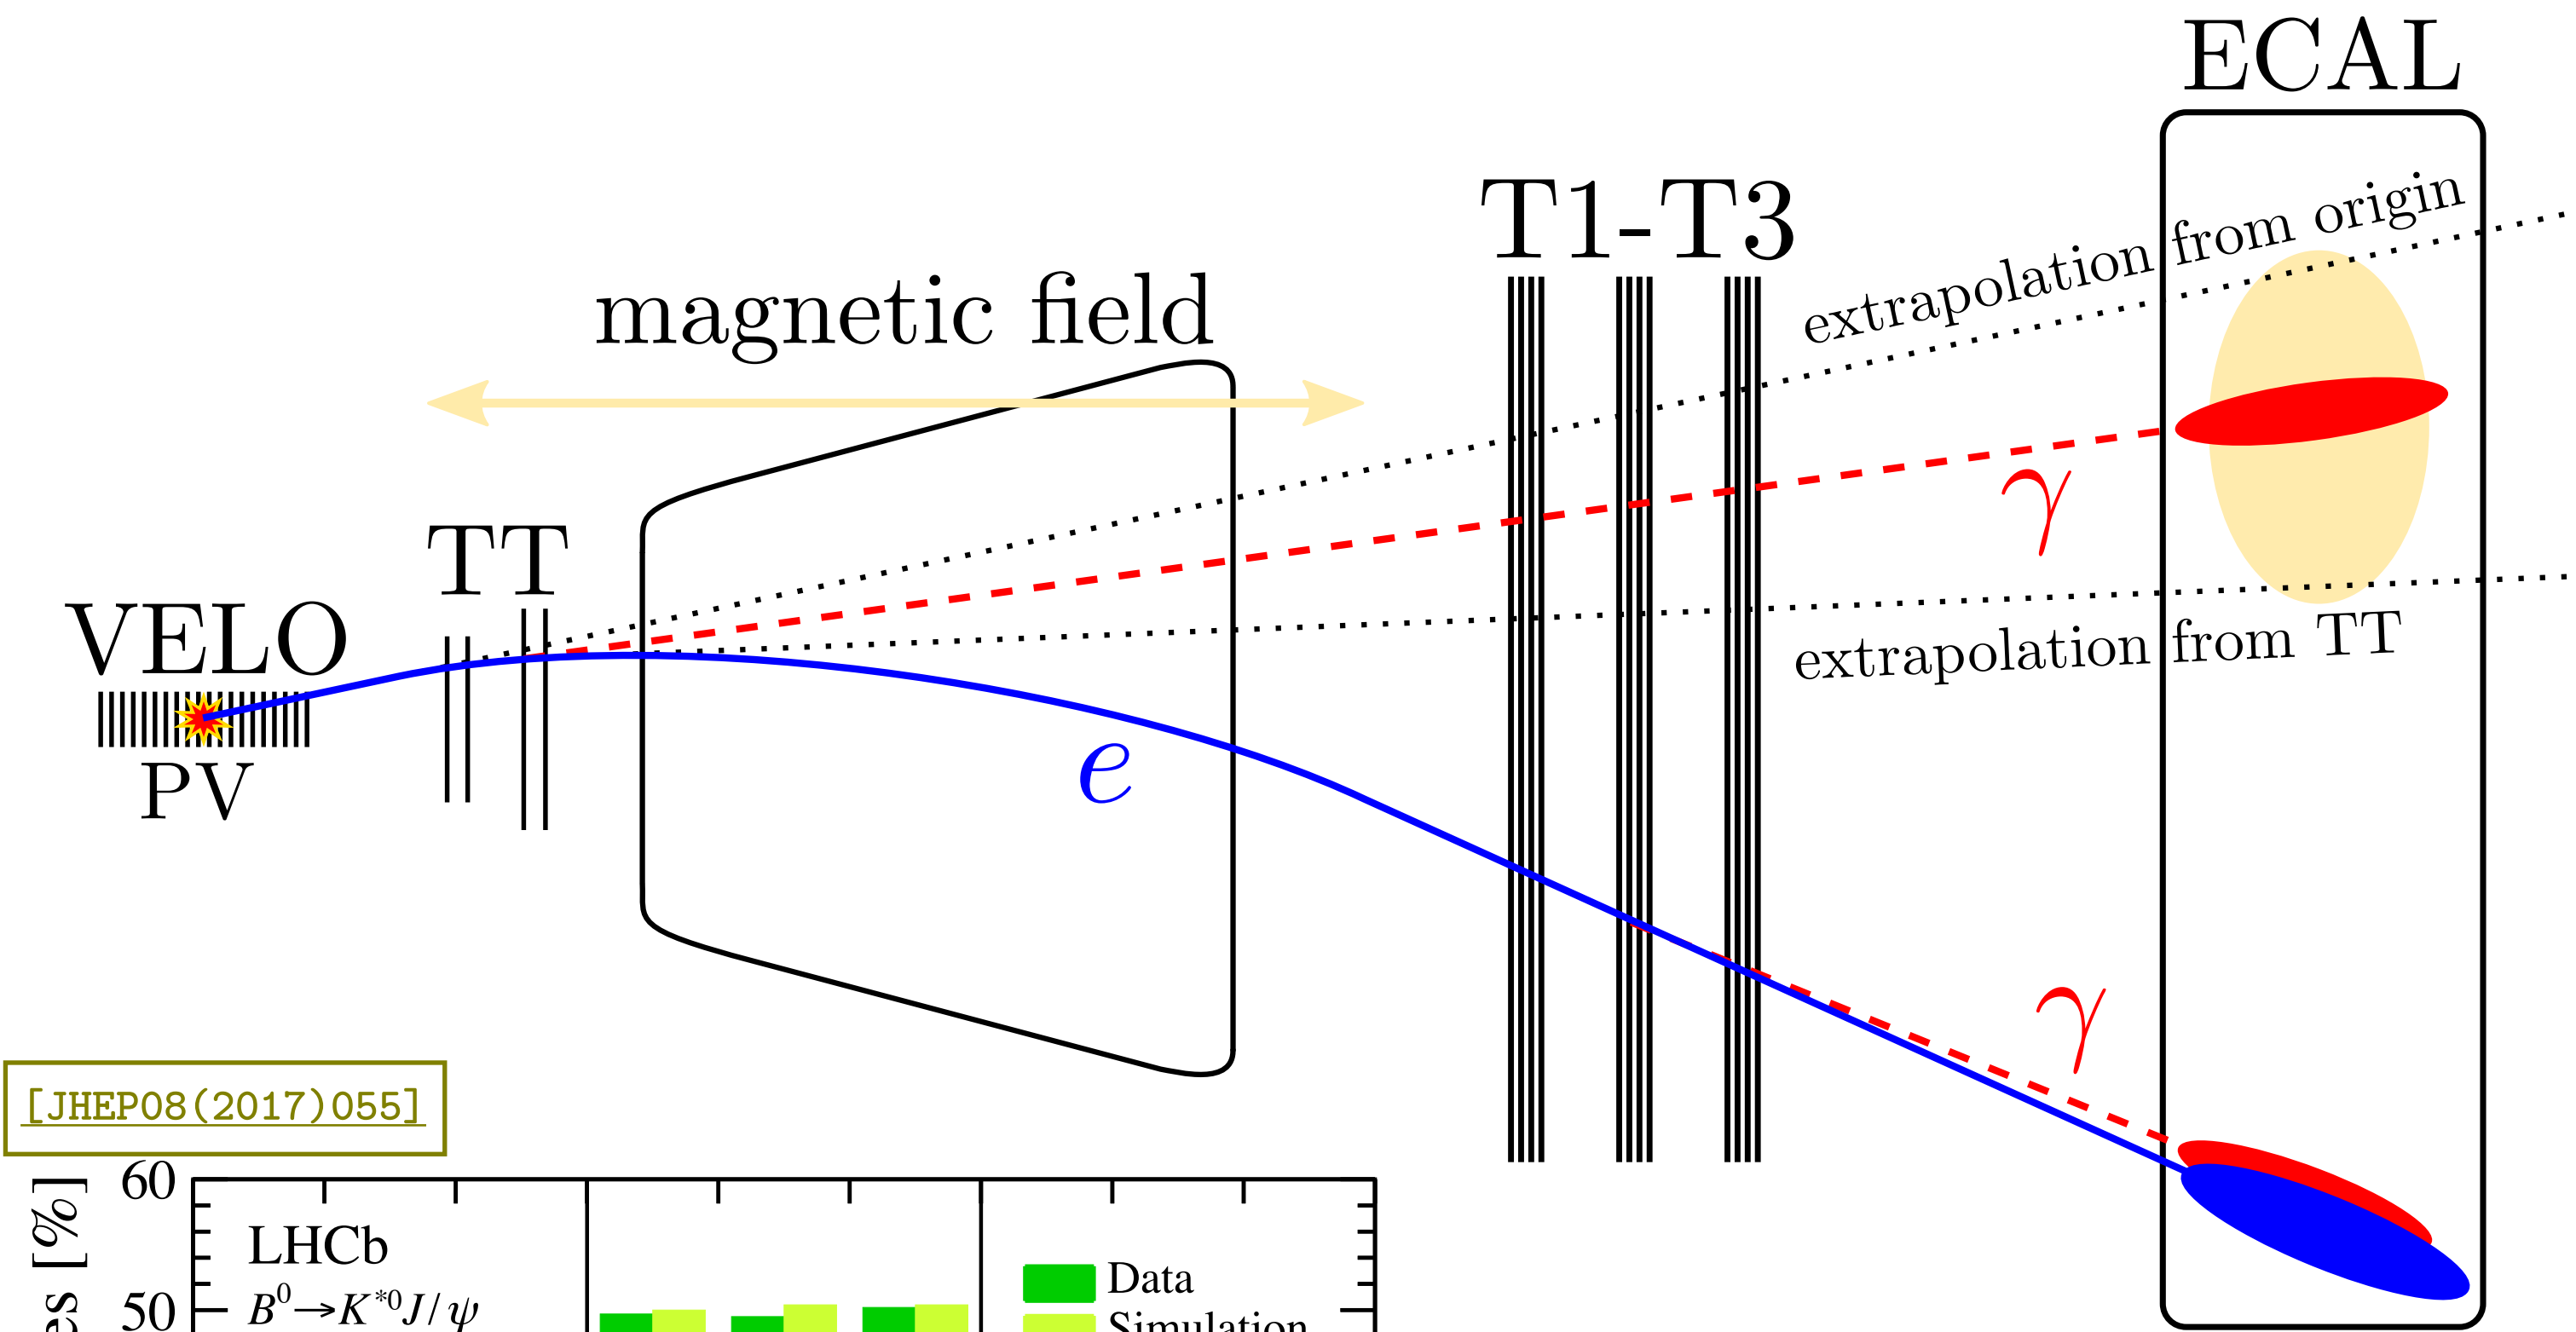 ECAL
T1-T3
extrapolation from origin
magnetic field
γ
TT
VELO
extrapolation from TT
PV
e
γ
[JHEP08(2017)055]
60
[%]
LHCb
Data
B⁰→K*⁰J/ψ
50
Simulation